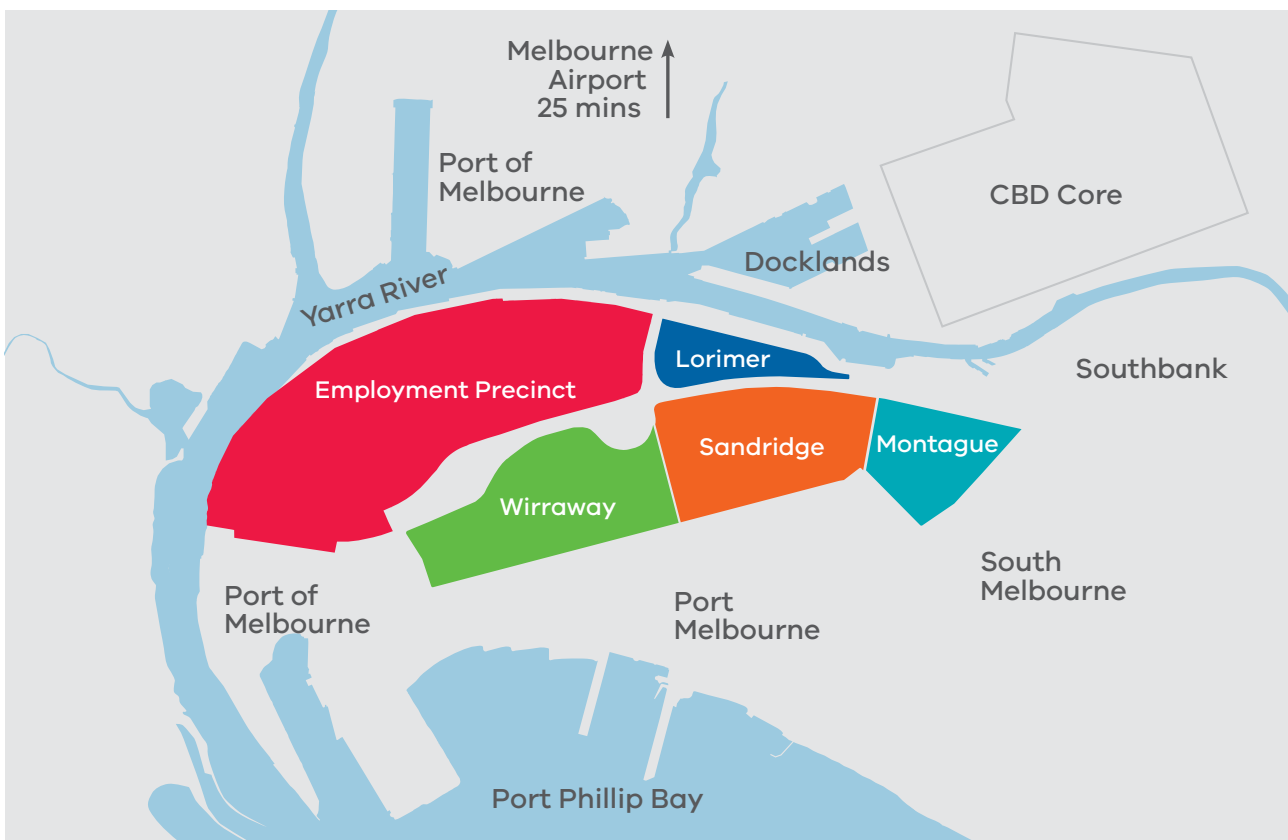 Melbourne
Airport
25 mins
Port of
Melbourne
CBD Core
Docklands
Yarra River
Lorimer
Southbank
Employment Precinct
Sandridge
Montague
Wirraway
South
Melbourne
Port of
Melbourne
Port
Melbourne
Port Phillip Bay